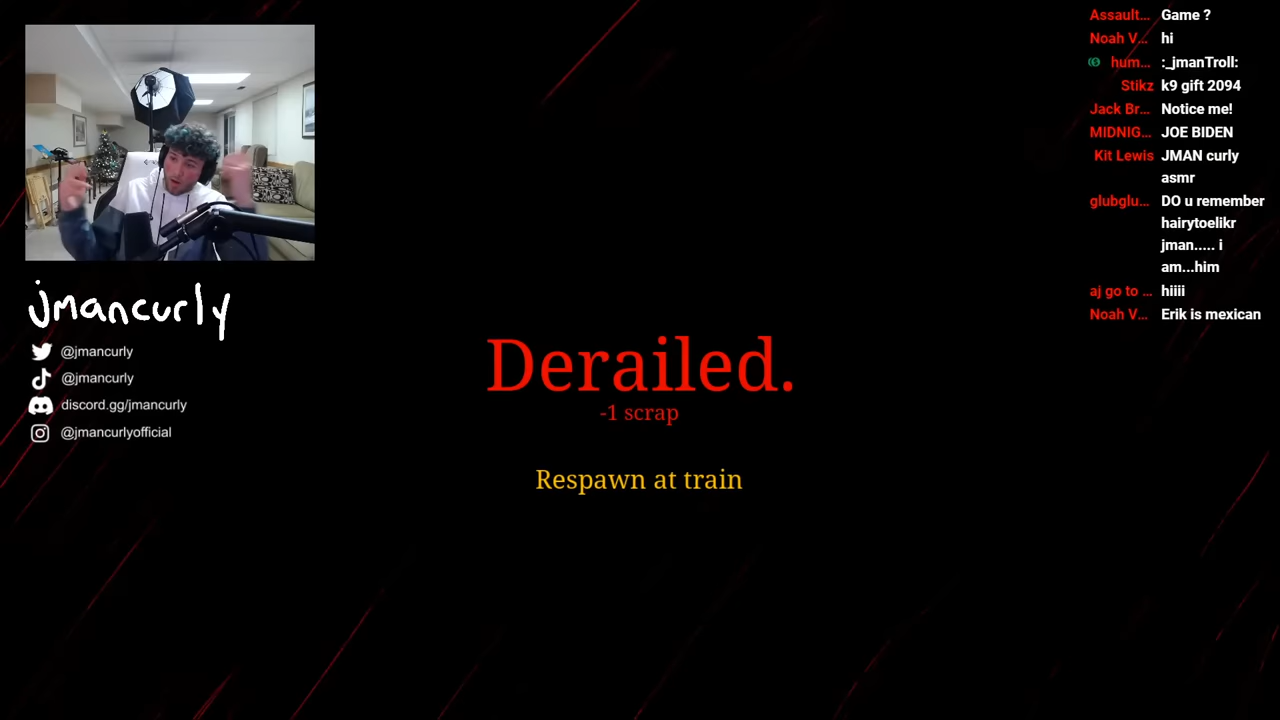 jmancurly
@jmancurly
@jmancurly
discord.gg/jmancurly
@jmancurlyofficial
Derailed.
-1 scrap
Respawn at train
Assault... Game ?
Noah V... hi
hum... :_jmanTroll:
Stikz k9 gift 2094
Jack Br... Notice me!
MIDNIG... JOE BIDEN
Kit Lewis JMAN curly
asmr
glubglu... DO u remember
hairytoelikr
jman..... i
am...him
aj go to ... hiiii
Noah V... Erik is mexican